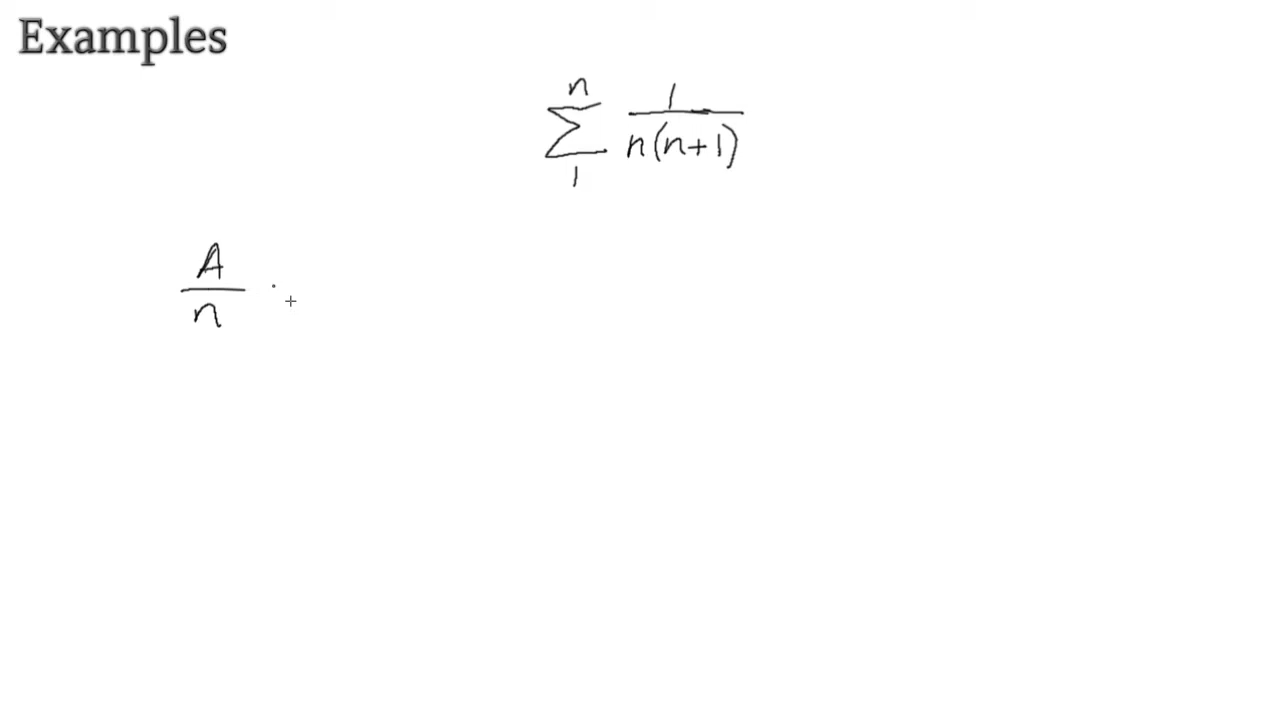 Examples
n
∑ 1/n(n+1)
1
A/n